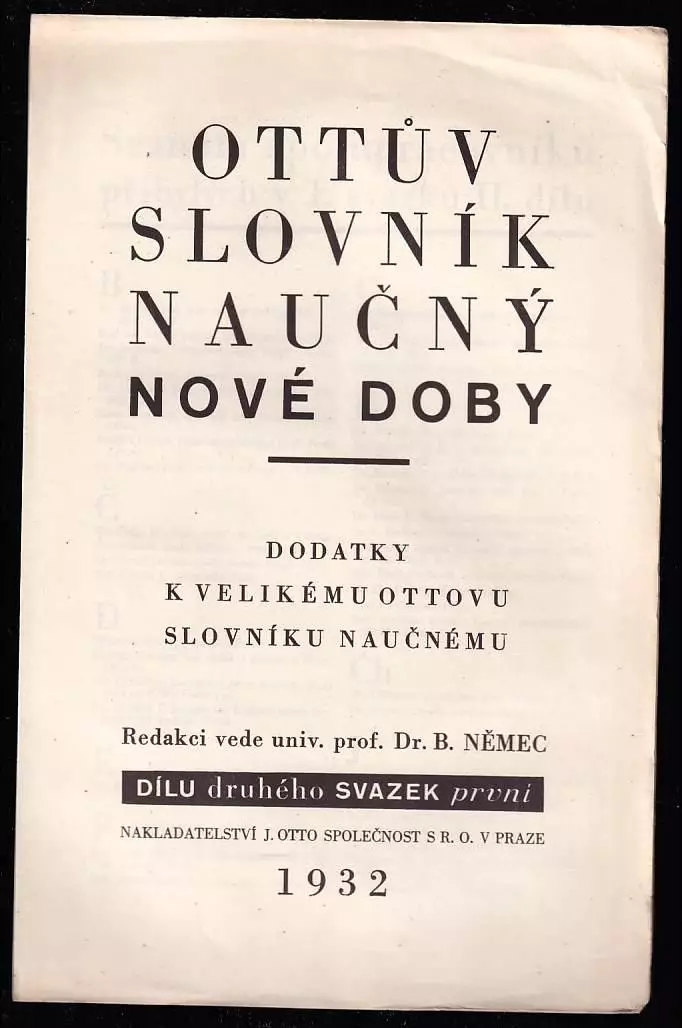 OTTŮV
SLOVNÍK
NAUČNÝ
NOVÉ DOBY
DODATKY
K VELIKÉMU OTTOVU
SLOVNÍKU NAUČNÉMU
Redakci vede univ. prof. Dr. B. NĚMEC
DÍLU druhého SVAZEK první
NAKLADATELSTVÍ J. OTTO SPOLEČNOST S R. O. V PRAZE
1932